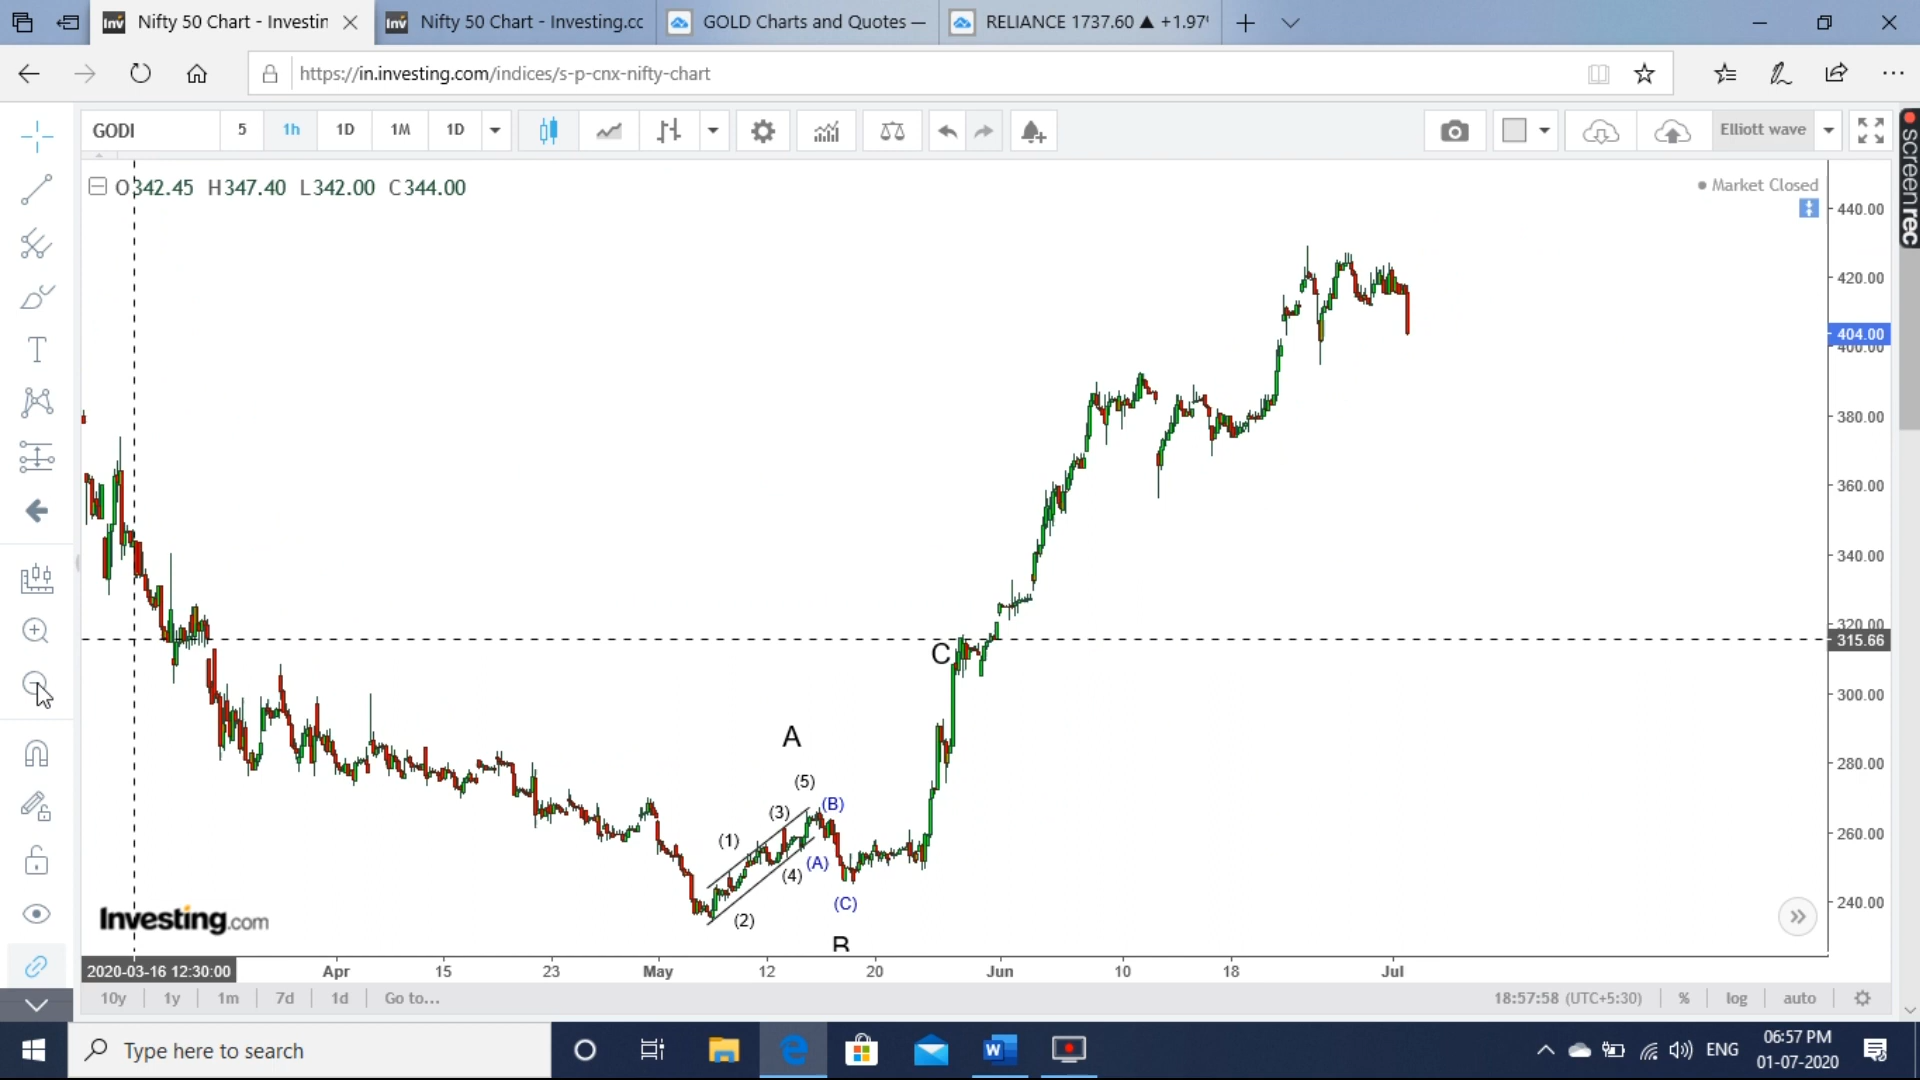 Nifty 50 Chart - Investin
Nifty 50 Chart - Investing.cc
GOLD Charts and Quotes —
RELIANCE 1737.60 ▲ +1.97
https://in.investing.com/indices/s-p-cnx-nifty-chart
GODI 5 1h 1D 1M 1D
Elliott wave
screenrec
O342.45 H347.40 L342.00 C344.00
Market Closed
440.00
420.00
404.00
400.00
380.00
360.00
340.00
320.00
315.66
300.00
280.00
260.00
240.00
C
A
(5)
(B)
(3)
(1)
(A)
(4)
(C)
(2)
B
Investing.com
2020-03-16 12:30:00 Apr 15 23 May 12 20 Jun 10 18 Jul
10y 1y 1m 7d 1d Go to...
18:57:58 (UTC+5:30) % log auto
Type here to search
W
ENG
06:57 PM
01-07-2020